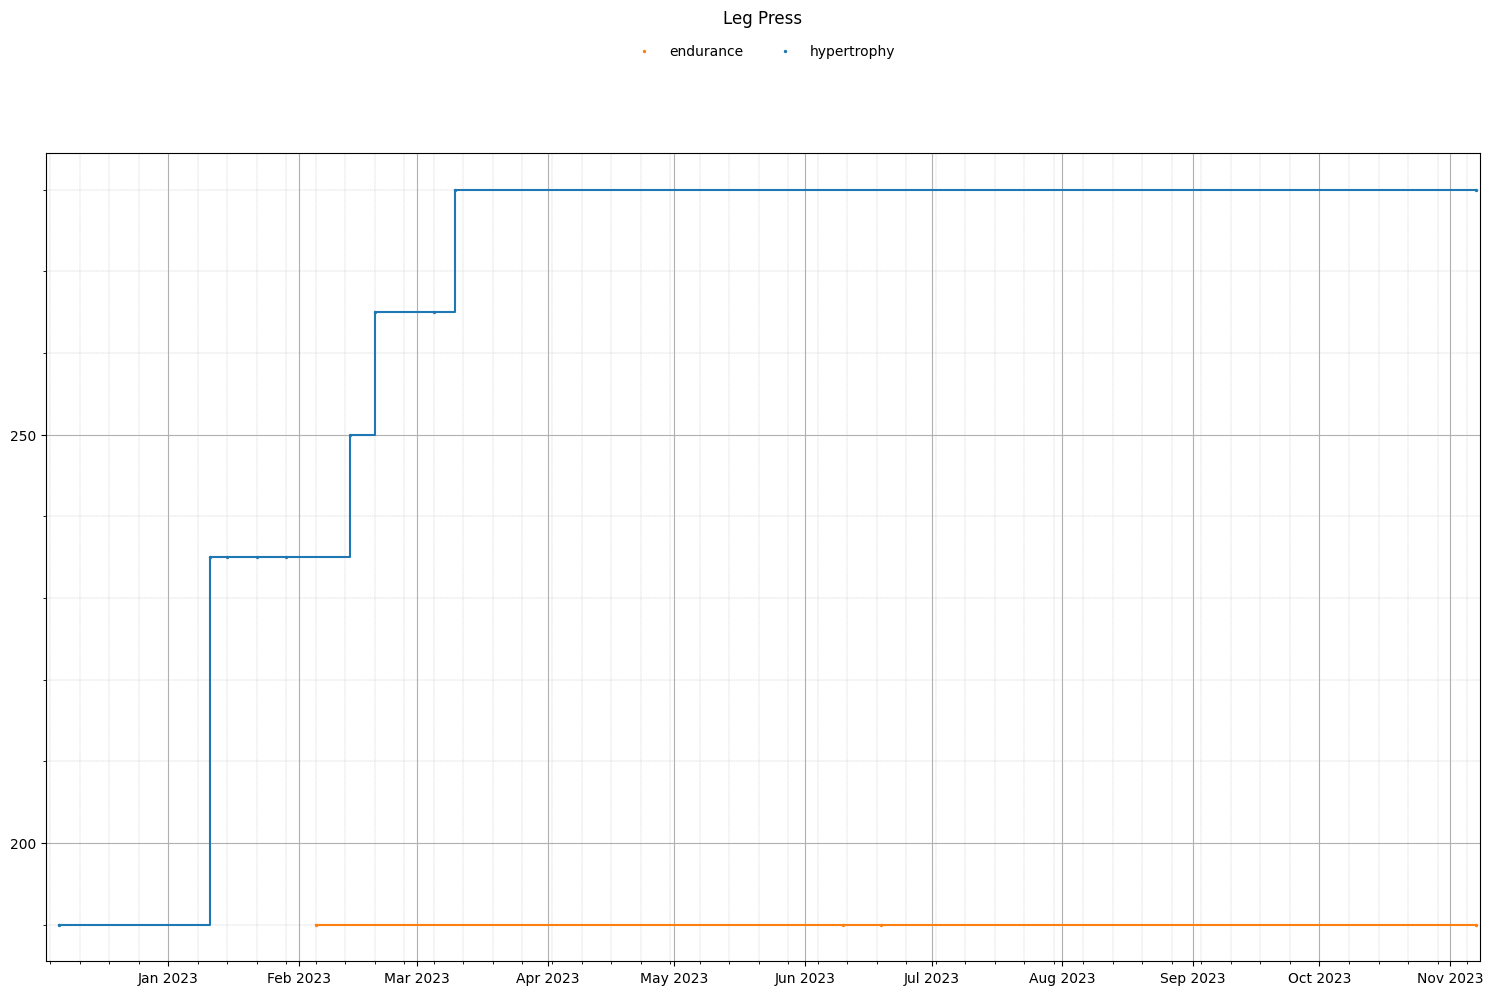 Leg Press
endurance hypertrophy
250
200
Jan 2023 Feb 2023 Mar 2023 Apr 2023 May 2023 Jun 2023 Jul 2023 Aug 2023 Sep 2023 Oct 2023 Nov 2023